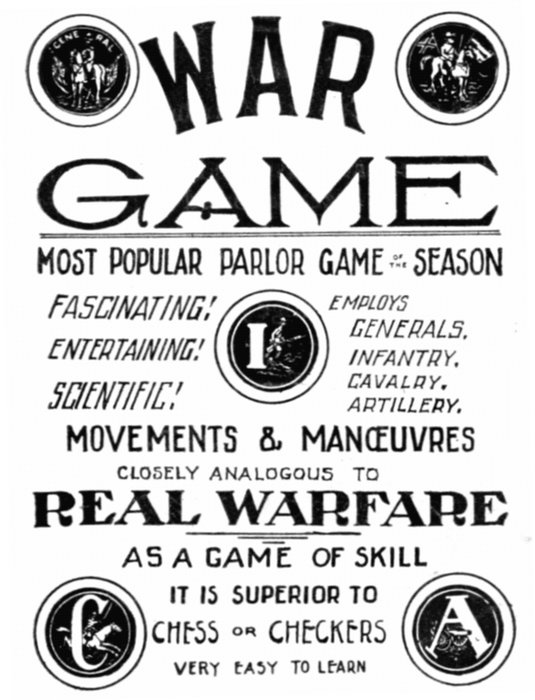 GENERAL
WAR
GAME
MOST POPULAR PARLOR GAME OF THE SEASON
FASCINATING!
ENTERTAINING!
SCIENTIFIC!
I
EMPLOYS
GENERALS,
INFANTRY,
CAVALRY,
ARTILLERY.
MOVEMENTS & MANŒUVRES
CLOSELY ANALOGOUS TO
REAL WARFARE
AS A GAME OF SKILL
IT IS SUPERIOR TO
CHESS OR CHECKERS
VERY EASY TO LEARN
C
A